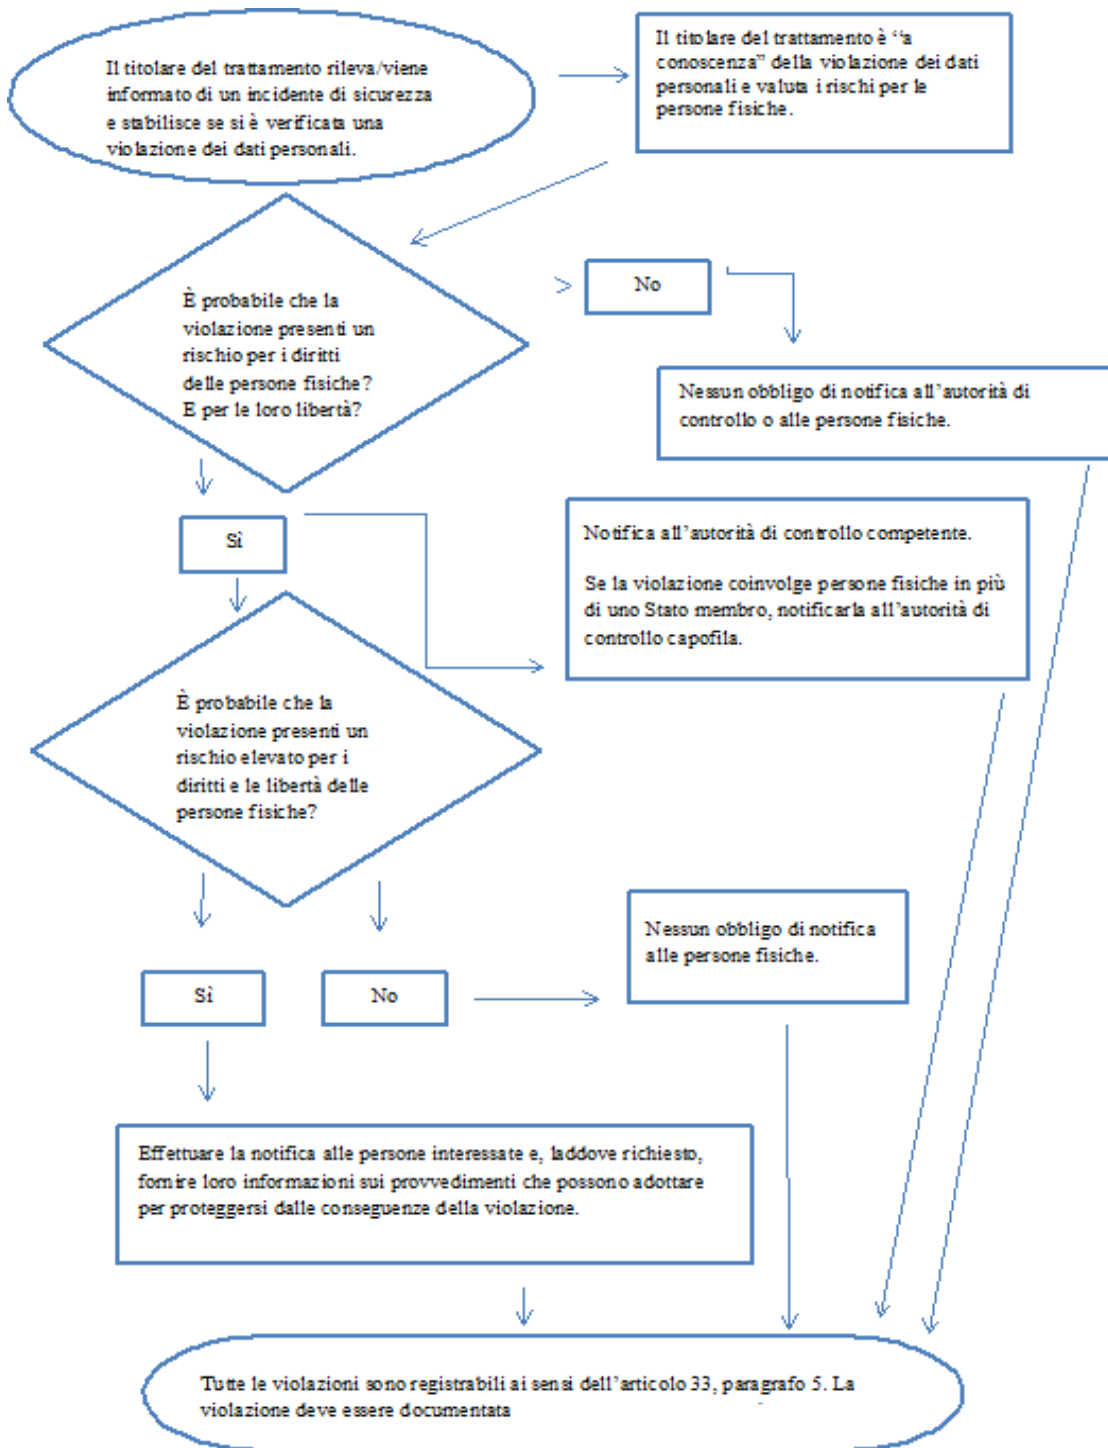 Il titolare del trattamento rileva/viene
informato di un incidente di sicurezza
e stabilisce se si è verificata una
violazione dei dati personali.
Il titolare del trattamento è “a
conoscenza” della violazione dei dati
personali e valuta i rischi per le
persone fisiche.
È probabile che la
violazione presenti un
rischio per i diritti
delle persone fisiche?
E per le loro libertà?
No
Nessun obbligo di notifica all’autorità di
controllo o alle persone fisiche.
Sì
Notifica all’autorità di controllo competente.
Se la violazione coinvolge persone fisiche in più
di uno Stato membro, notificarla all’autorità di
controllo capofila.
È probabile che la
violazione presenti un
rischio elevato per i
diritti e le libertà delle
persone fisiche?
Sì
No
Nessun obbligo di notifica
alle persone fisiche.
Effettuare la notifica alle persone interessate e, laddove richiesto,
fornire loro informazioni sui provvedimenti che possono adottare
per proteggersi dalle conseguenze della violazione.
Tutte le violazioni sono registrabili ai sensi dell’articolo 33, paragrafo 5. La
violazione deve essere documentata